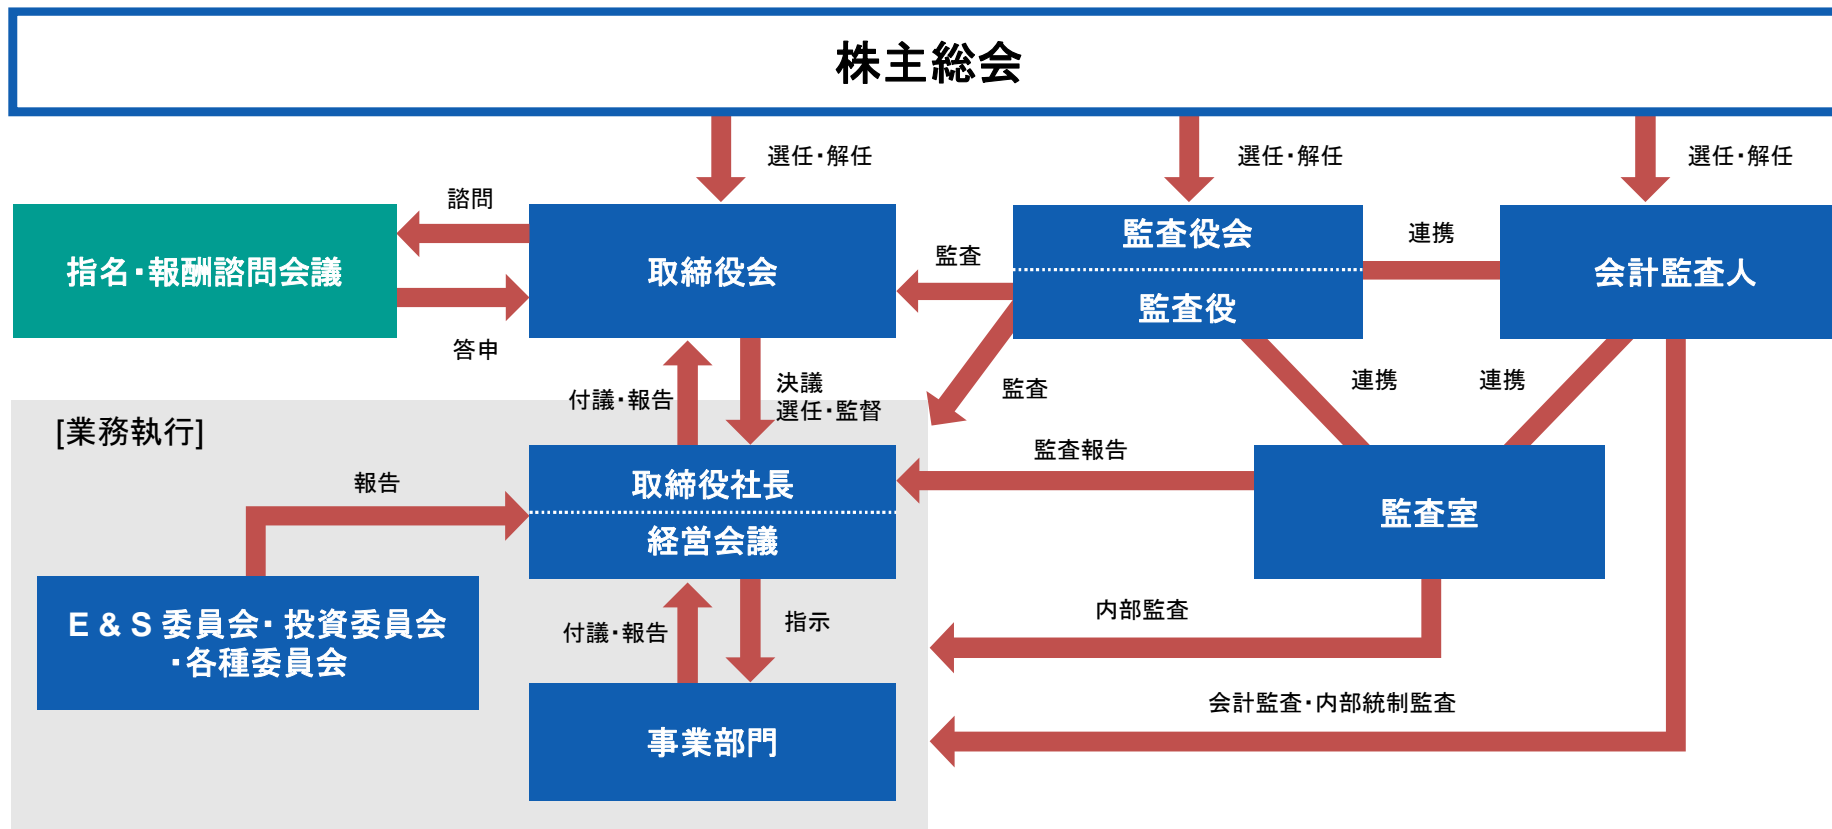 株主総会
選任・解任
選任・解任
選任・解任
諮問
指名・報酬諮問会議
取締役会
監査
監査役会
監査役
連携
会計監査人
答申
付議・報告
決議
選任・監督
監査
連携
連携
[業務執行]
報告
取締役社長
経営会議
監査報告
監査室
E & S 委員会・投資委員会
・各種委員会
付議・報告
指示
内部監査
事業部門
会計監査・内部統制監査